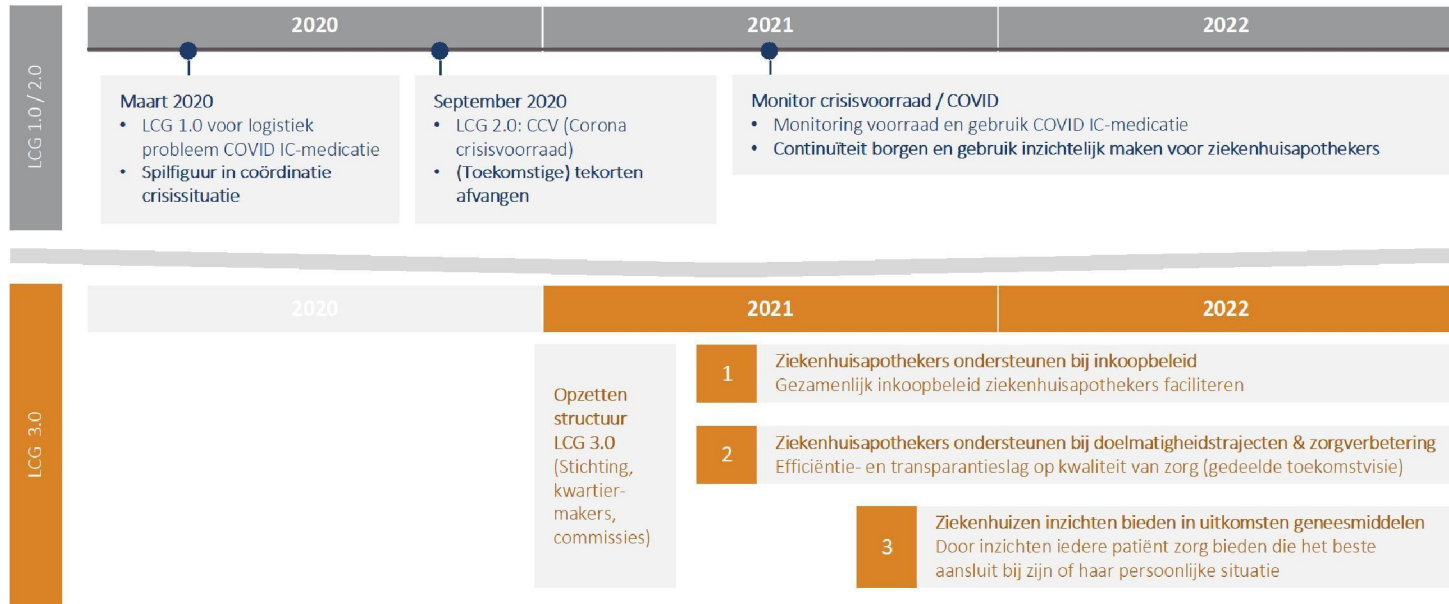 LCG 1.0 / 2.0
2020
2021
2022
Maart 2020
• LCG 1.0 voor logistiek
probleem COVID IC-medicatie
• Spilfiguur in coördinatie
crisissituatie
September 2020
• LCG 2.0: CCV (Corona
crisisvoorraad)
• (Toekomstige) tekorten
afvangen
Monitor crisisvoorraad / COVID
• Monitoring voorraad en gebruik COVID IC-medicatie
• Continuïteit borgen en gebruik inzichtelijk maken voor ziekenhuisapothekers
LCG 3.0
2020
2021
2022
Opzetten
structuur
LCG 3.0
(Stichting,
kwartier-
makers,
commissies)
1
Ziekenhuisapothekers ondersteunen bij inkoopbeleid
Gezamenlijk inkoopbeleid ziekenhuisapothekers faciliteren
2
Ziekenhuisapothekers ondersteunen bij doelmatigheidstrajecten & zorgverbetering
Efficiëntie- en transparantieslag op kwaliteit van zorg (gedeelde toekomstvisie)
3
Ziekenhuizen inzichten bieden in uitkomsten geneesmiddelen
Door inzichten iedere patiënt zorg bieden die het beste
aansluit bij zijn of haar persoonlijke situatie